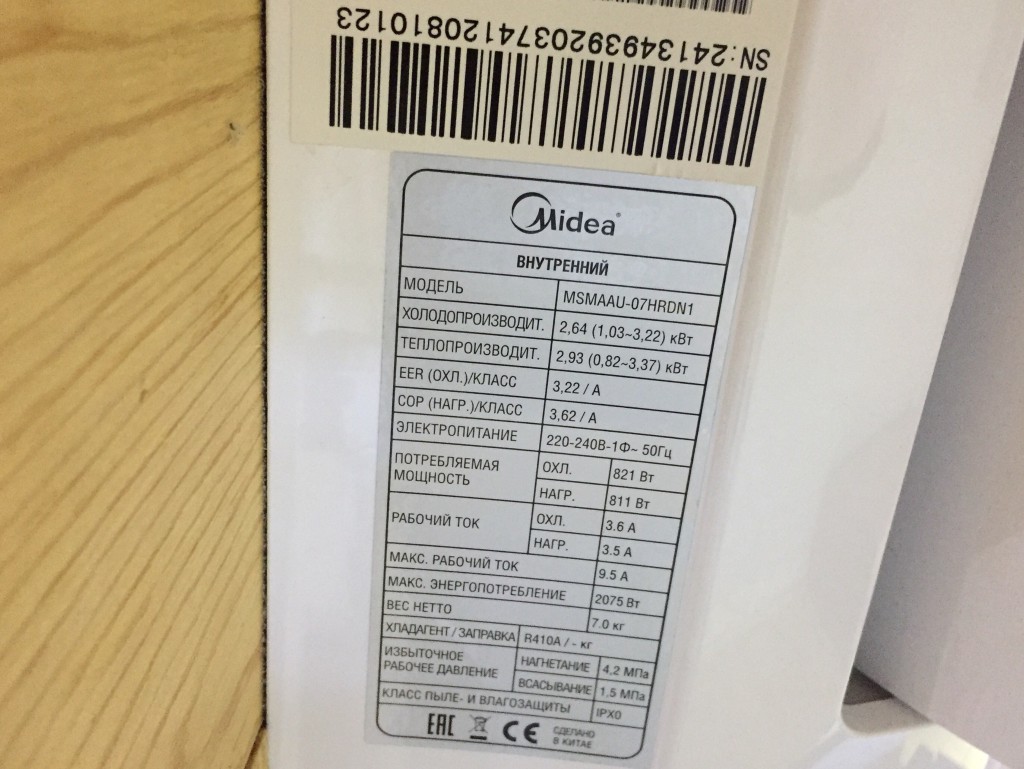 SN:2413493920374120810123
Midea
ВНУТРЕННИЙ
МОДЕЛЬ MSMAAU-07HRDN1
ХОЛОДОПРОИЗВОДИТ. 2,64 (1,03~3,22) кВт
ТЕПЛОПРОИЗВОДИТ. 2,93 (0,82~3,37) кВт
EER (ОХЛ.)/КЛАСС 3,22 / A
COP (НАГР.)/КЛАСС 3,62 / A
ЭЛЕКТРОПИТАНИЕ 220-240В-1Ф~ 50Гц
ПОТРЕБЛЯЕМАЯ МОЩНОСТЬ ОХЛ. 821 Вт
НАГР. 811 Вт
РАБОЧИЙ ТОК ОХЛ. 3.6 А
НАГР. 3.5 А
МАКС. РАБОЧИЙ ТОК 9.5 А
МАКС. ЭНЕРГОПОТРЕБЛЕНИЕ 2075 Вт
ВЕС НЕТТО 7.0 кг
ХЛАДАГЕНТ / ЗАПРАВКА R410A / - кг
ИЗБЫТОЧНОЕ РАБОЧЕЕ ДАВЛЕНИЕ НАГНЕТАНИЕ 4,2 МПа
ВСАСЫВАНИЕ 1,5 МПа
КЛАСС ПЫЛЕ- И ВЛАГОЗАЩИТЫ IPX0
EAC CE СДЕЛАНО
В КИТАЕ